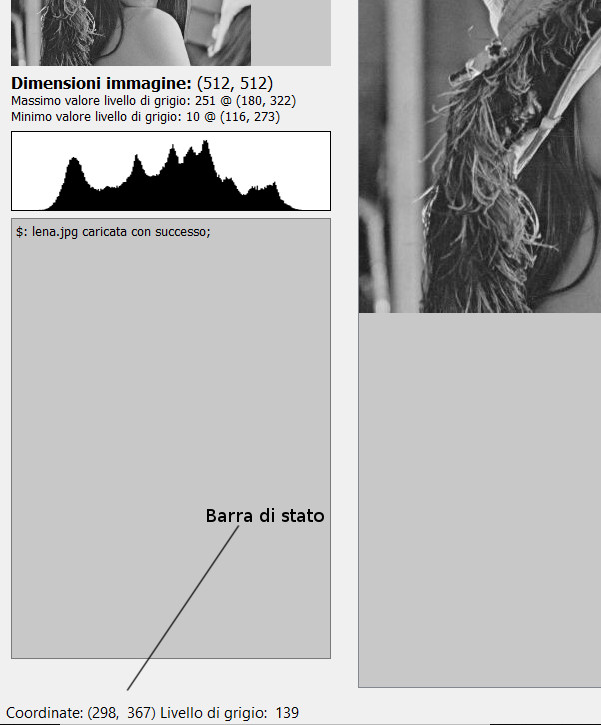 Dimensioni immagine: (512, 512)
Massimo valore livello di grigio: 251 @ (180, 322)
Minimo valore livello di grigio: 10 @ (116, 273)
$: lena.jpg caricata con successo;
Barra di stato
Coordinate: (298, 367) Livello di grigio: 139